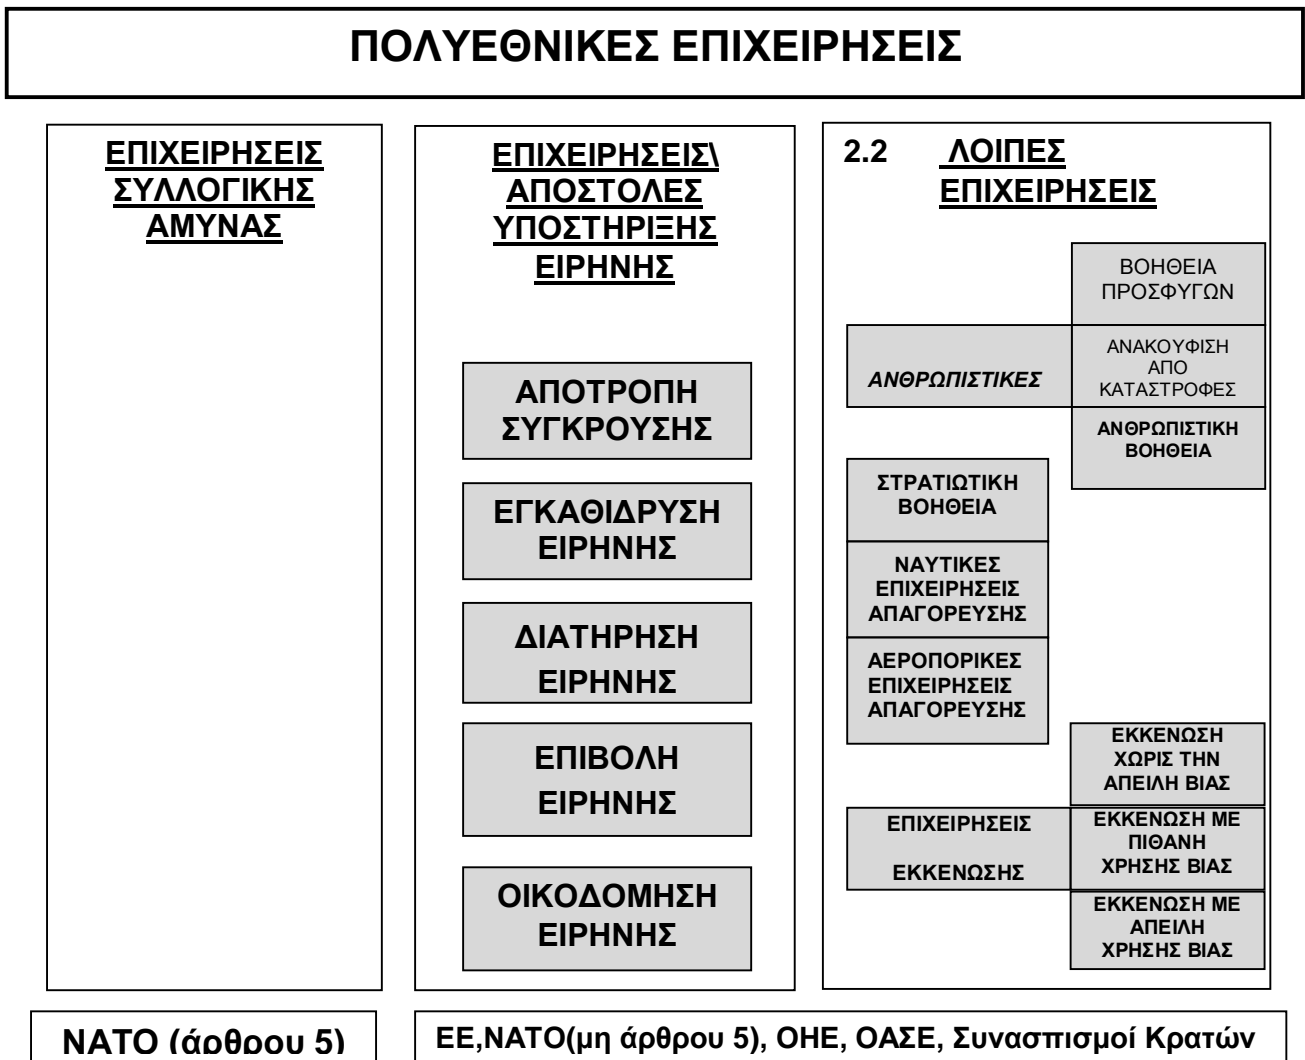 ΠΟΛΥΕΘΝΙΚΕΣ ΕΠΙΧΕΙΡΗΣΕΙΣ
ΕΠΙΧΕΙΡΗΣΕΙΣ
ΣΥΛΛΟΓΙΚΗΣ
ΑΜΥΝΑΣ
ΕΠΙΧΕΙΡΗΣΕΙΣ\
ΑΠΟΣΤΟΛΕΣ
ΥΠΟΣΤΗΡΙΞΗΣ
ΕΙΡΗΝΗΣ
ΑΠΟΤΡΟΠΗ
ΣΥΓΚΡΟΥΣΗΣ
ΕΓΚΑΘΙΔΡΥΣΗ
ΕΙΡΗΝΗΣ
ΔΙΑΤΗΡΗΣΗ
ΕΙΡΗΝΗΣ
ΕΠΙΒΟΛΗ
ΕΙΡΗΝΗΣ
ΟΙΚΟΔΟΜΗΣΗ
ΕΙΡΗΝΗΣ
2.2 ΛΟΙΠΕΣ
ΕΠΙΧΕΙΡΗΣΕΙΣ
ΒΟΗΘΕΙΑ
ΠΡΟΣΦΥΓΩΝ
ΑΝΘΡΩΠΙΣΤΙΚΕΣ
ΑΝΑΚΟΥΦΙΣΗ
ΑΠΟ
ΚΑΤΑΣΤΡΟΦΕΣ
ΑΝΘΡΩΠΙΣΤΙΚΗ
ΒΟΗΘΕΙΑ
ΣΤΡΑΤΙΩΤΙΚΗ
ΒΟΗΘΕΙΑ
ΝΑΥΤΙΚΕΣ
ΕΠΙΧΕΙΡΗΣΕΙΣ
ΑΠΑΓΟΡΕΥΣΗΣ
ΑΕΡΟΠΟΡΙΚΕΣ
ΕΠΙΧΕΙΡΗΣΕΙΣ
ΑΠΑΓΟΡΕΥΣΗΣ
ΕΚΚΕΝΩΣΗ
ΧΩΡΙΣ ΤΗΝ
ΑΠΕΙΛΗ ΒΙΑΣ
ΕΠΙΧΕΙΡΗΣΕΙΣ
ΕΚΚΕΝΩΣΗΣ
ΕΚΚΕΝΩΣΗ ΜΕ
ΠΙΘΑΝΗ
ΧΡΗΣΗΣ ΒΙΑΣ
ΕΚΚΕΝΩΣΗ ΜΕ
ΑΠΕΙΛΗ
ΧΡΗΣΗΣ ΒΙΑΣ
ΝΑΤΟ (άρθρου 5)
ΕΕ,ΝΑΤΟ(μη άρθρου 5), ΟΗΕ, ΟΑΣΕ, Συνασπισμοί Κρατών